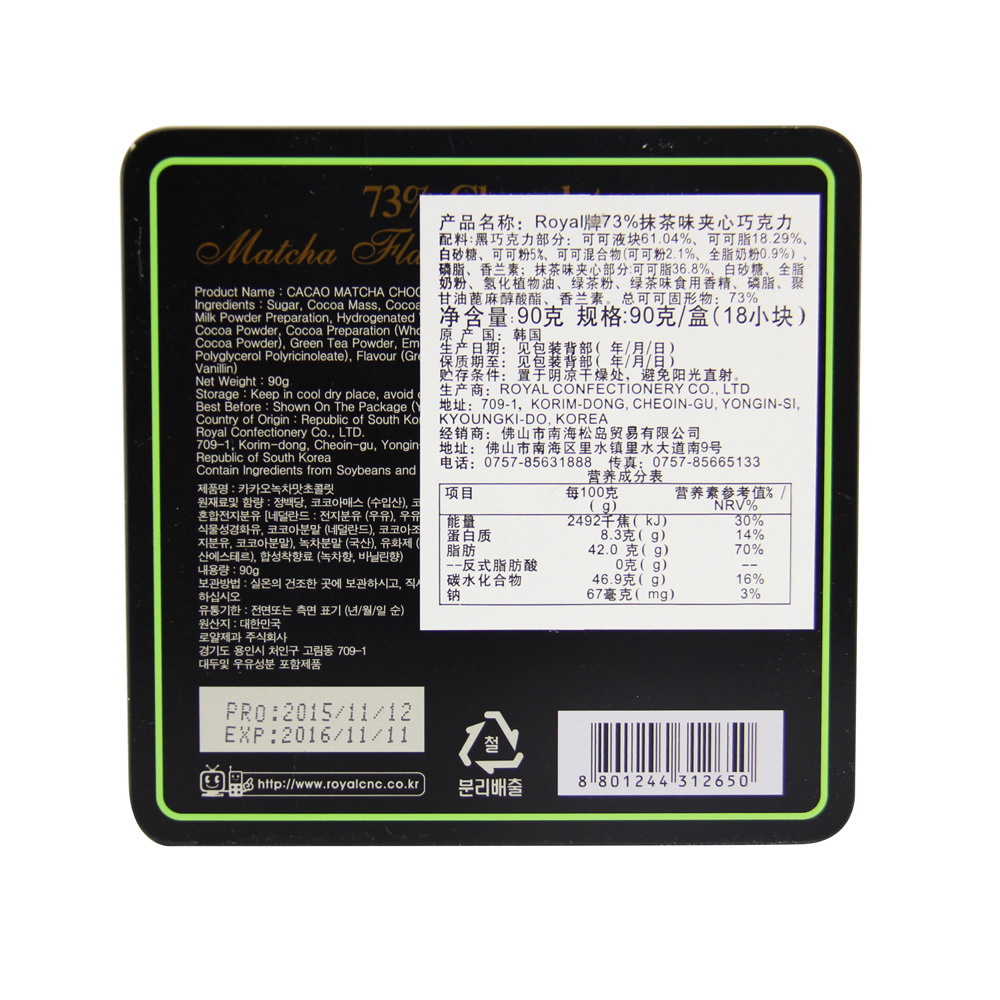 73%
Matcha Fla
Product Name : CACAO MATCHA CHOC
Ingredients : Sugar, Cocoa Mass, Cocoa
Milk Powder Preparation, Hydrogenated
Cocoa Powder, Cocoa Preparation (Who
Cocoa Powder), Green Tea Powder, Em
Polyglycerol Polyricinoleate), Flavour (Gr
Vanillin)
Net Weight : 90g
Storage : Keep in cool dry place, avoid
Best Before : Shown On The Package (Y
Country of Origin : Republic of South Ko
Royal Confectionery Co., LTD.
709-1, Korim-dong, Cheoin-gu, Yongin-
Republic of South Korea
Contain Ingredients from Soybeans and
제품명 : 카카오녹차맛초콜릿
원재료및 함량 : 정백당, 코코아매스 (수입산), 코
혼합전지분유 [네덜란드 : 전지분유 (우유), 우유
식물성경화유, 코코아분말 (네덜란드), 코코아조
지분유, 코코아분말), 녹차분말 (국산), 유화제 (
산에스테르), 합성착향료 (녹차향, 바닐린향)
내용량 : 90g
보관방법 : 실온의 건조한 곳에 보관하시고, 직사
하십시오
유통기한 : 전면또는 측면 표기 (년/월/일 순)
원산지 : 대한민국
로얄제과 주식회사
경기도 용인시 처인구 고림동 709-1
대두및 우유성분 포함제품
产品名称：Royal牌73%抹茶味夹心巧克力
配料:黑巧克力部分：可可液块61.04%、可可脂18.29%、
白砂糖、可可粉5%、可可混合物(可可粉2.1%、全脂奶粉0.9%)、
磷脂、香兰素；抹茶味夹心部分:可可脂36.8%、白砂糖、全脂
奶粉、氢化植物油、绿茶粉、绿茶味食用香精、磷脂、聚
甘油蓖麻醇酸酯、香兰素。总可可固形物：73%
净含量:90克 规格:90克/盒(18小块)
原 产 国：韩国
生产日期：见包装背部( 年/月/日)
保质期至：见包装背部( 年/月/日)
贮存条件：置于阴凉干燥处，避免阳光直射。
生产商：ROYAL CONFECTIONERY CO., LTD
地址：709-1, KORIM-DONG, CHEOIN-GU, YONGIN-SI,
KYOUNGKI-DO, KOREA
经销商：佛山市南海松岛贸易有限公司
地址：佛山市南海区里水镇里水大道南9号
电话：0757-85631888 传真：0757-85665133
营养成分表
项目 每100克(g) 营养素参考值% / NRV%
能量 2492千焦( kJ) 30%
蛋白质 8.3克( g) 14%
脂肪 42.0 克( g) 70%
--反式脂肪酸 0克( g) --
碳水化合物 46.9克( g) 16%
钠 67毫克( mg) 3%
PRO:2015/11/12
EXP:2016/11/11
http://www.royalcnc.co.kr
철
분리배출
8 801244 312650